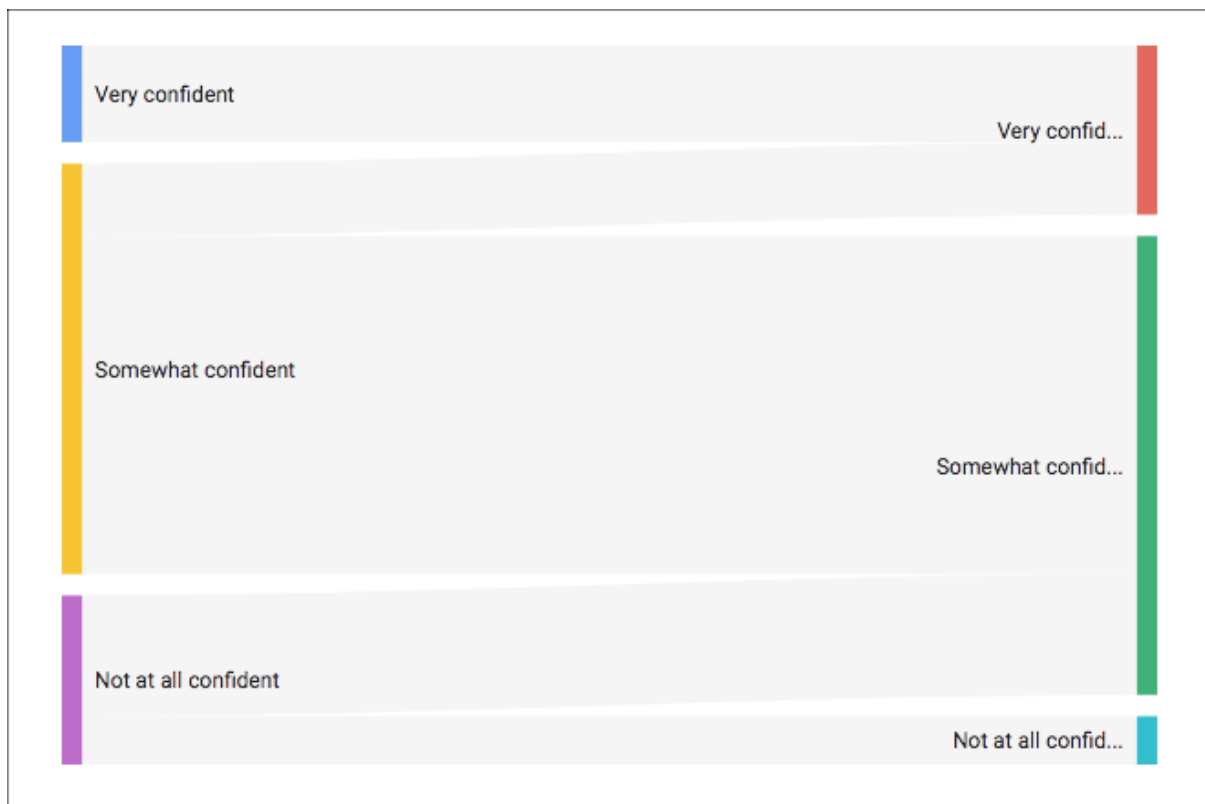 Very confident
Very confid...
Somewhat confident
Somewhat confid...
Not at all confident
Not at all confid...